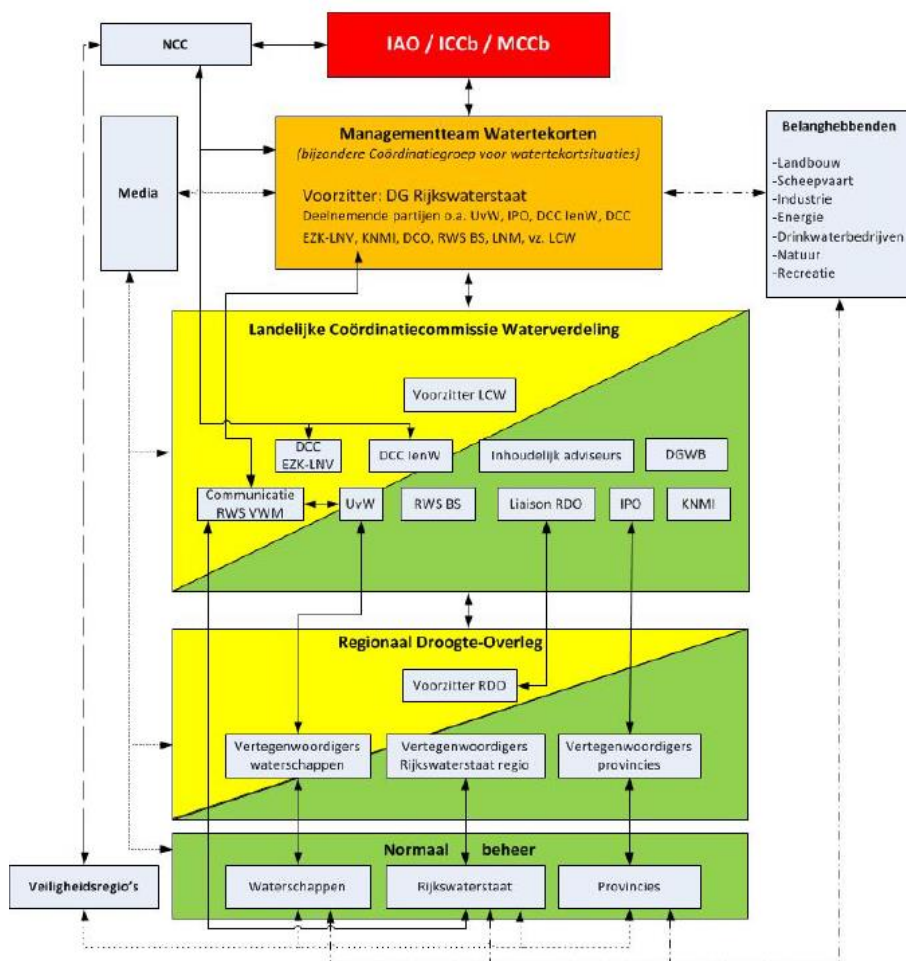 NCC
IAO / ICCb / MCCb
Managementteam Watertekorten
(bijzondere Coördinatiegroep voor watertekortsituaties)
Voorzitter: DG Rijkswaterstaat
Deelnemende partijen o.a. UvW, IPO, DCC IenW, DCC
EZK-LNV, KNMI, DCO, RWS BS, LNM, vz. LCW
Media
Belanghebbenden
-Landbouw
-Scheepvaart
-Industrie
-Energie
-Drinkwaterbedrijven
-Natuur
-Recreatie
Landelijke Coördinatiecommissie Waterverdeling
Voorzitter LCW
DCC
EZK-LNV
DCC IenW
Inhoudelijk adviseurs
DGWB
Communicatie
RWS VWM
UvW
RWS BS
Liaison RDO
IPO
KNMI
Regionaal Droogte-Overleg
Voorzitter RDO
Vertegenwoordigers
waterschappen
Vertegenwoordigers
Rijkswaterstaat regio
Vertegenwoordigers
provincies
Normaal beheer
Veiligheidsregio's
Waterschappen
Rijkswaterstaat
Provincies